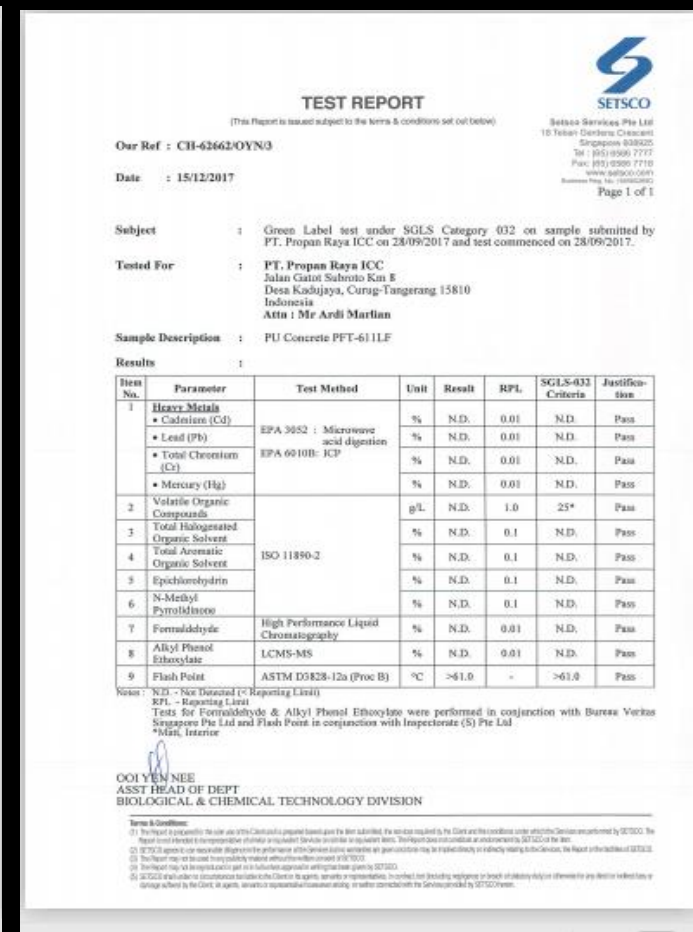 SETSCO
TEST REPORT
(This Report is issued subject to the terms & conditions set out below)
Setsco Services Pte Ltd
18 Teban Gardens Crescent
Singapore 608925
Tel : (65) 6566 7777
Fax: (65) 6566 7718
www.setsco.com
Our Ref : CH-62662/OYN/3
Date : 15/12/2017
Page 1 of 1
Subject : Green Label test under SGLS Category 032 on sample submitted by
PT. Propan Raya ICC on 28/09/2017 and test commenced on 28/09/2017.
Tested For : PT. Propan Raya ICC
Jalan Gatot Subroto Km 8
Desa Kadujaya, Curug-Tangerang 15810
Indonesia
Attn : Mr Ardi Marlian
Sample Description : PU Concrete PFT-611LF
Results :
Item No. Parameter Test Method Unit Result RPL SGLS-032 Criteria Justification
1 Heavy Metals
• Cadmium (Cd) EPA 3052 : Microwave acid digestion EPA 6010B: ICP % N.D. 0.01 N.D. Pass
• Lead (Pb) % N.D. 0.01 N.D. Pass
• Total Chromium (Cr) % N.D. 0.01 N.D. Pass
• Mercury (Hg) % N.D. 0.01 N.D. Pass
2 Volatile Organic Compounds ISO 11890-2 g/L N.D. 1.0 25* Pass
3 Total Halogenated Organic Solvent % N.D. 0.1 N.D. Pass
4 Total Aromatic Organic Solvent % N.D. 0.1 N.D. Pass
5 Epichlorohydrin % N.D. 0.1 N.D. Pass
6 N-Methyl Pyrrolidinone % N.D. 0.1 N.D. Pass
7 Formaldehyde High Performance Liquid Chromatography % N.D. 0.01 N.D. Pass
8 Alkyl Phenol Ethoxylate LCMS-MS % N.D. 0.01 N.D. Pass
9 Flash Point ASTM D3828-12a (Proc B) °C >61.0 - >61.0 Pass
Notes : N.D. - Not Detected (< Reporting Limit)
RPL - Reporting Limit
Tests for Formaldehyde & Alkyl Phenol Ethoxylate were performed in conjunction with Bureau Veritas
Singapore Pte Ltd and Flash Point in conjunction with Inspectorate (S) Pte Ltd
*Matt, Interior
OOI YEN NEE
ASST HEAD OF DEPT
BIOLOGICAL & CHEMICAL TECHNOLOGY DIVISION
Terms & Conditions: